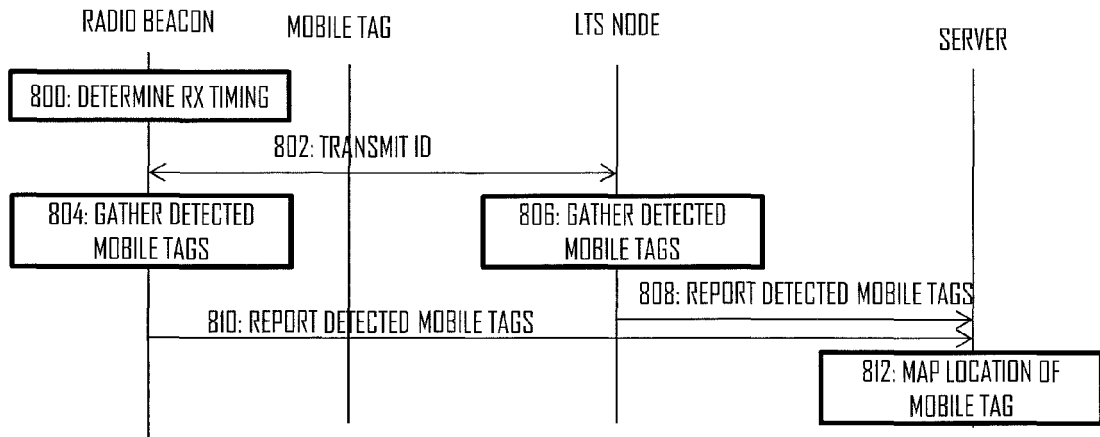 RADIO BEACON
MOBILE TAG
LTS NODE
SERVER
800: DETERMINE RX TIMING
802: TRANSMIT ID
804: GATHER DETECTED
MOBILE TAGS
806: GATHER DETECTED
MOBILE TAGS
808: REPORT DETECTED MOBILE TAGS
810: REPORT DETECTED MOBILE TAGS
812: MAP LOCATION OF
MOBILE TAG